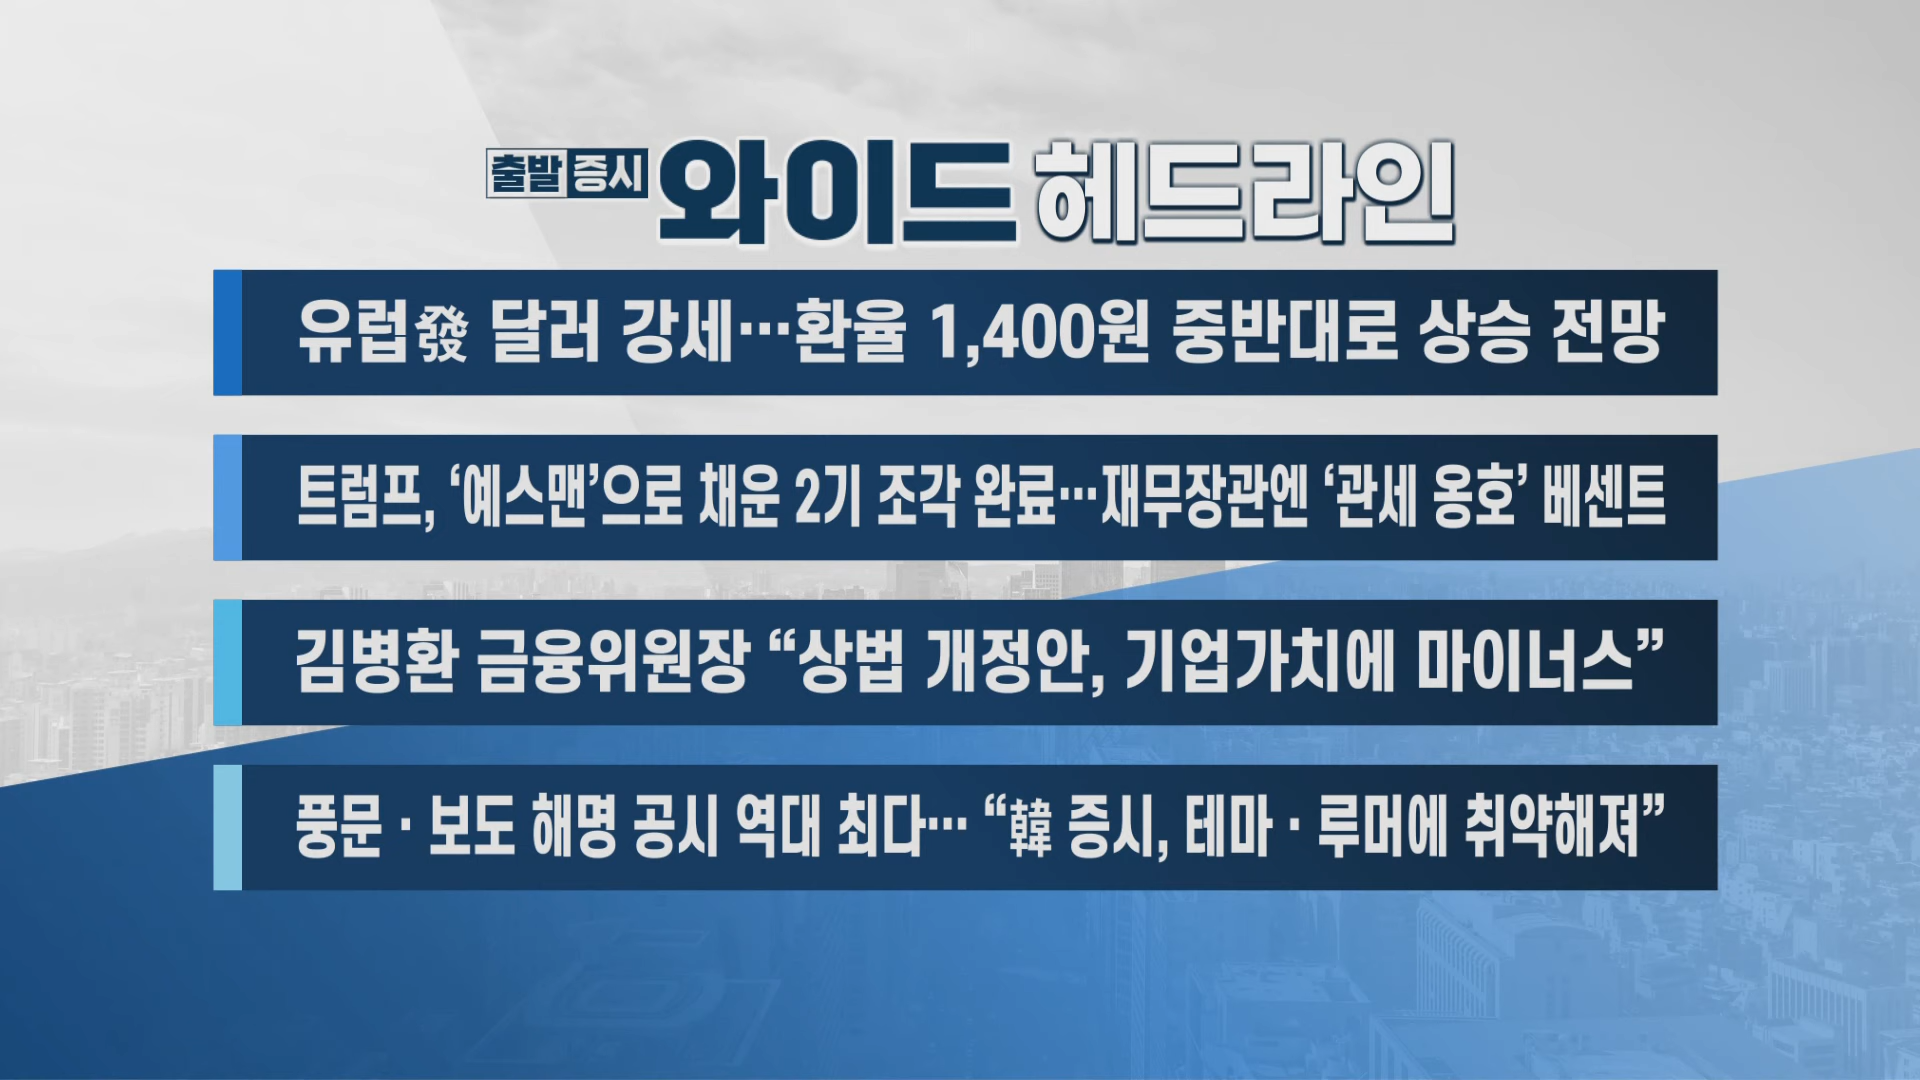 출발증시 와이드 헤드라인
유럽發 달러 강세…환율 1,400원 중반대로 상승 전망
트럼프, ‘예스맨’으로 채운 2기 조각 완료…재무장관엔 ‘관세 옹호’ 베센트
김병환 금융위원장 “상법 개정안, 기업가치에 마이너스”
풍문·보도 해명 공시 역대 최다… “韓 증시, 테마·루머에 취약해져”